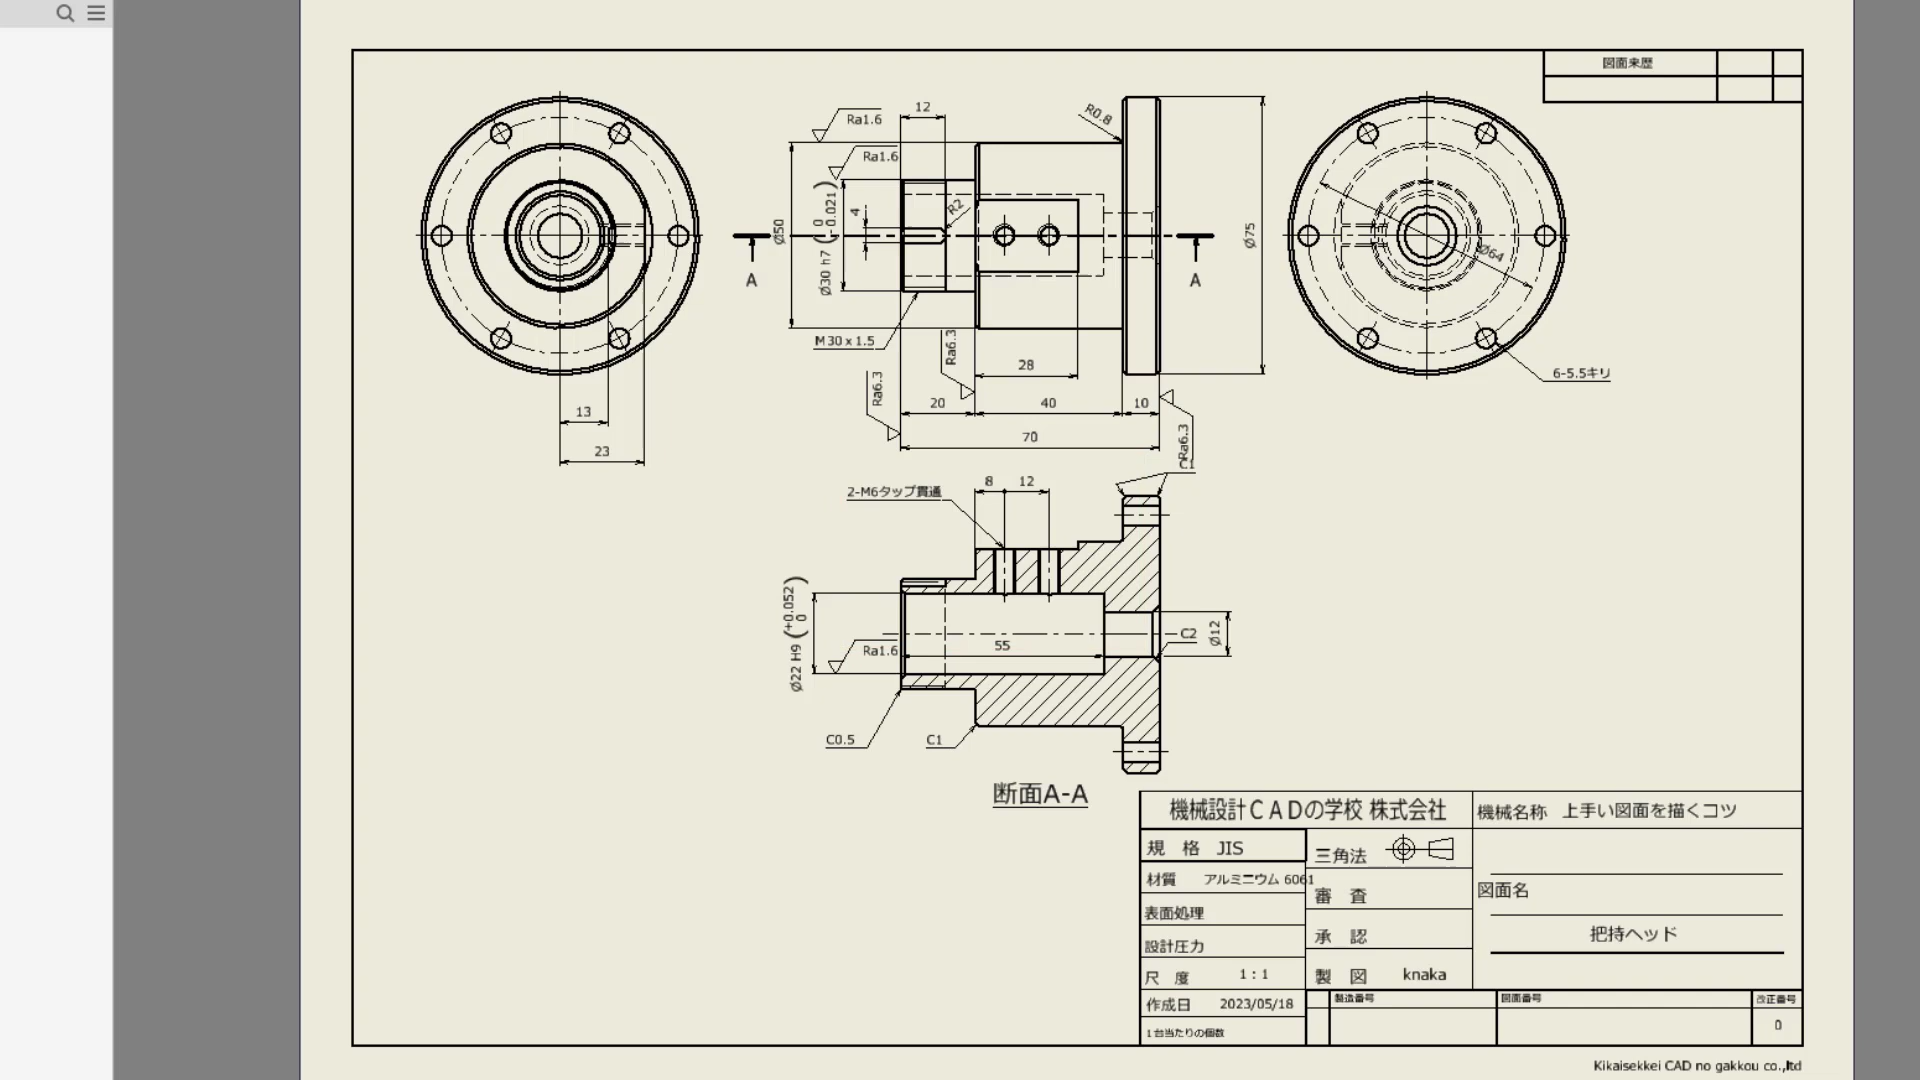 図面来歴
12
Ra1.6
R0.8
Ra1.6
Ø50
Ø30 h7 ( 0 -0.021 )
4
R2
Ø75
Ø64
A
A
M30 x 1.5
Ra6.3
28
6-5.5キリ
Ra6.3
20
40
10
13
70
Ra6.3
23
C1
2-M6タップ貫通
8
12
Ø22 H9 ( +0.052 0 )
Ra1.6
55
C2
Ø12
C0.5
C1
断面A-A
機械設計CADの学校 株式会社
機械名称 上手い図面を描くコツ
規 格 JIS
三角法
材質 アルミニウム 6061
審 査
図面名
表面処理
承 認
把持ヘッド
設計圧力
尺 度 1 : 1
製 図 knaka
作成日 2023/05/18
製造番号
図面番号
改正番号
0
1台当たりの個数
Kikaisekkei CAD no gakkou co.,ltd